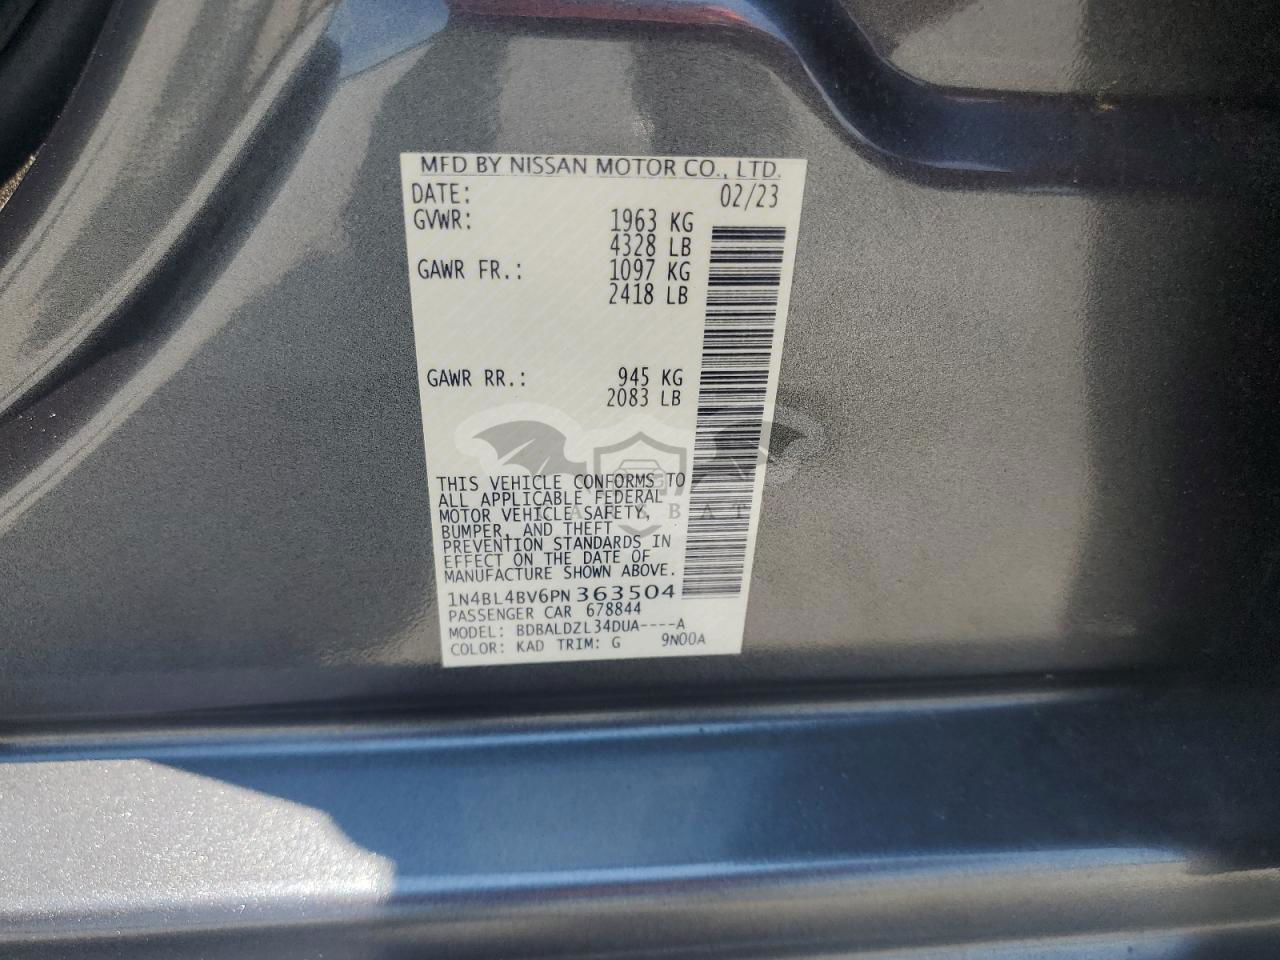 MFD BY NISSAN MOTOR CO., LTD.
DATE: 02/23
GVWR: 1963 KG
4328 LB
GAWR FR.: 1097 KG
2418 LB
GAWR RR.: 945 KG
2083 LB
THIS VEHICLE CONFORMS TO
ALL APPLICABLE FEDERAL
MOTOR VEHICLE SAFETY,
BUMPER, AND THEFT
PREVENTION STANDARDS IN
EFFECT ON THE DATE OF
MANUFACTURE SHOWN ABOVE.
1N4BL4BV6PN363504
PASSENGER CAR 678844
MODEL: BDBALDZL34DUA----A
COLOR: KAD TRIM: G 9N00A